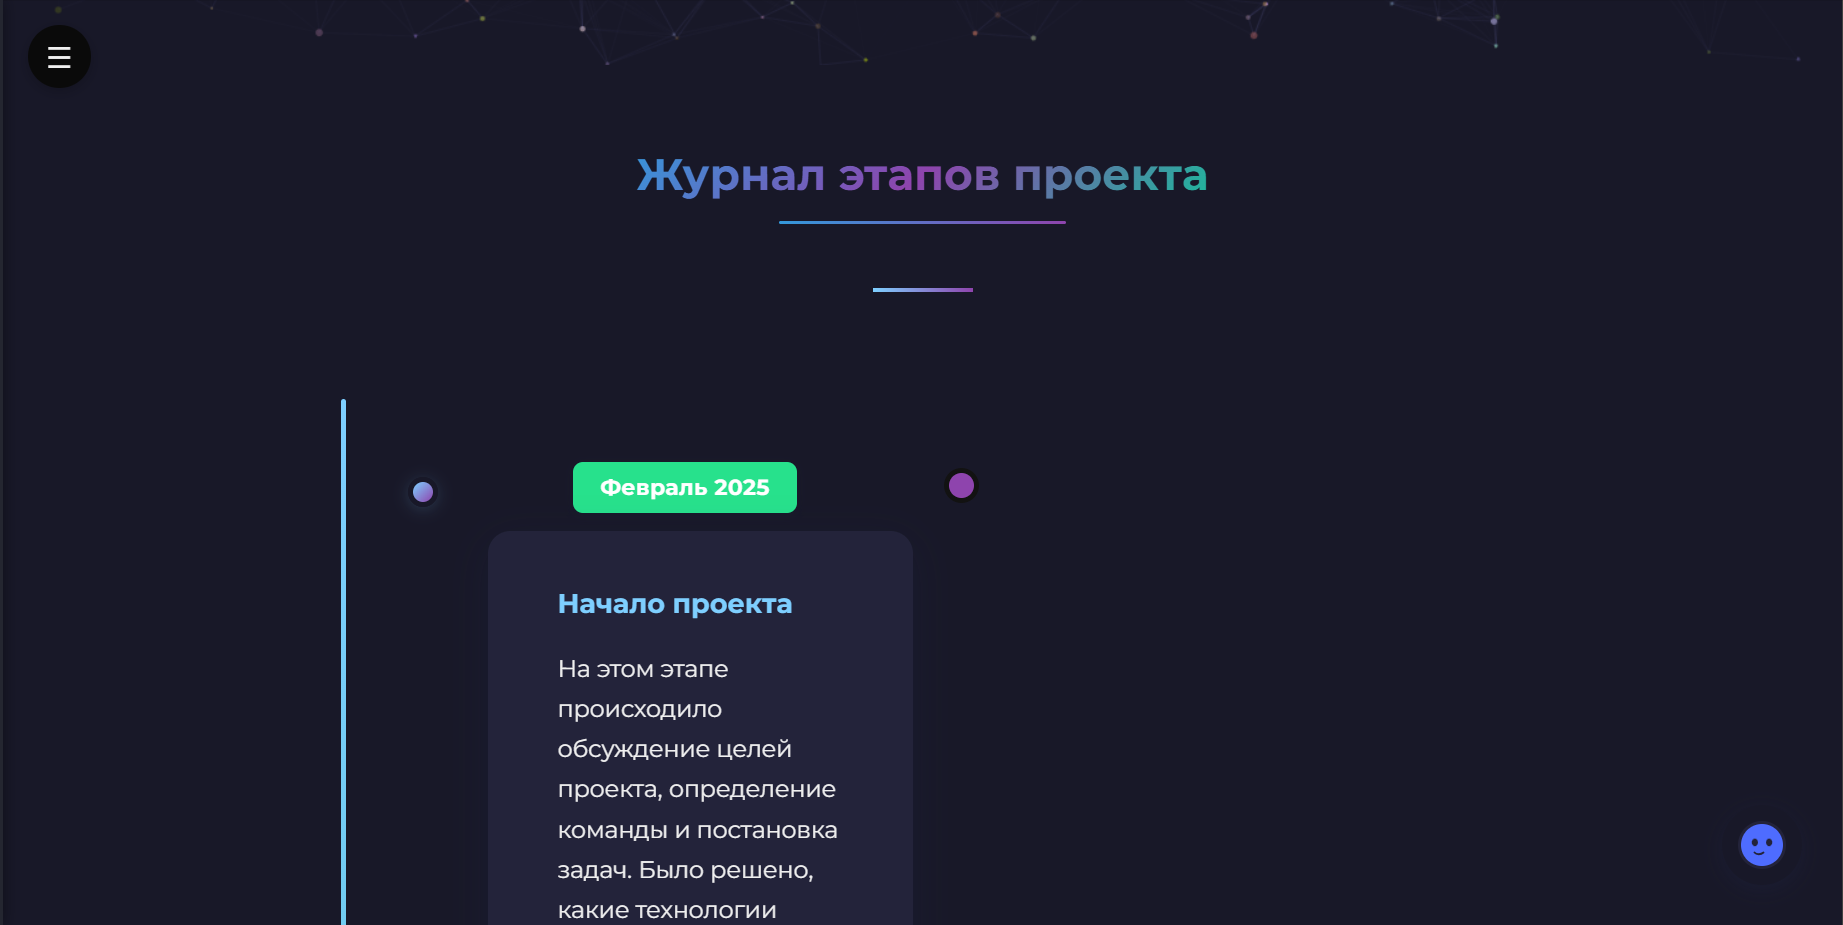 Журнал этапов проекта
Февраль 2025
Начало проекта
На этом этапе
происходило
обсуждение целей
проекта, определение
команды и постановка
задач. Было решено,
какие технологии